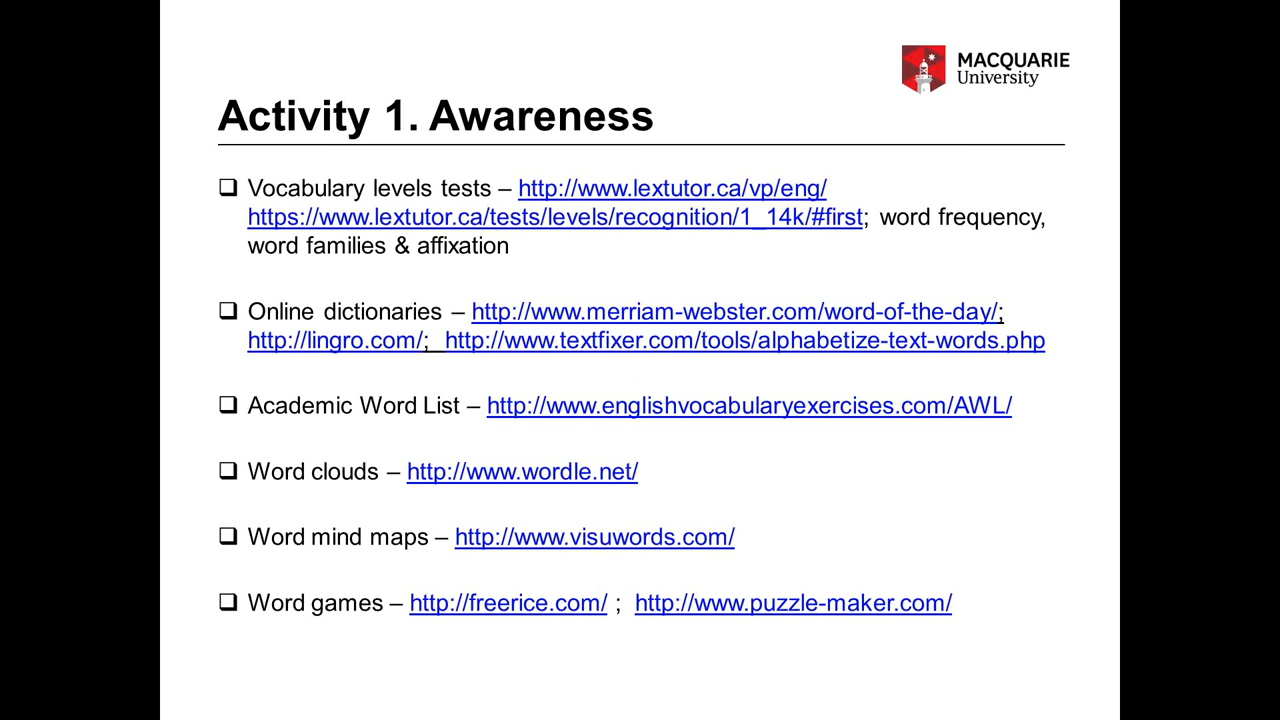 MACQUARIE
University
Activity 1. Awareness
❑ Vocabulary levels tests – http://www.lextutor.ca/vp/eng/
https://www.lextutor.ca/tests/levels/recognition/1_14k/#first; word frequency,
word families & affixation
❑ Online dictionaries – http://www.merriam-webster.com/word-of-the-day/;
http://lingro.com/; http://www.textfixer.com/tools/alphabetize-text-words.php
❑ Academic Word List – http://www.englishvocabularyexercises.com/AWL/
❑ Word clouds – http://www.wordle.net/
❑ Word mind maps – http://www.visuwords.com/
❑ Word games – http://freerice.com/ ; http://www.puzzle-maker.com/